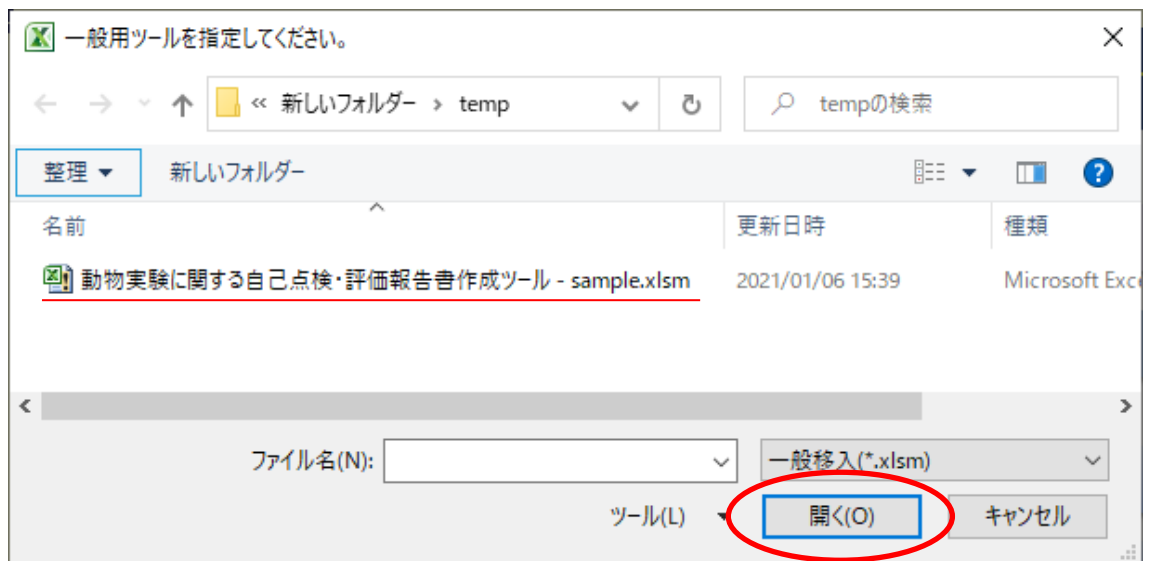 一般用ツールを指定してください。
« 新しいフォルダー › temp
tempの検索
整理
新しいフォルダー
名前 更新日時 種類
動物実験に関する自己点検・評価報告書作成ツール - sample.xlsm 2021/01/06 15:39 Microsoft Exc
ファイル名(N):
一般移入(*.xlsm)
ツール(L) 開く(O) キャンセル